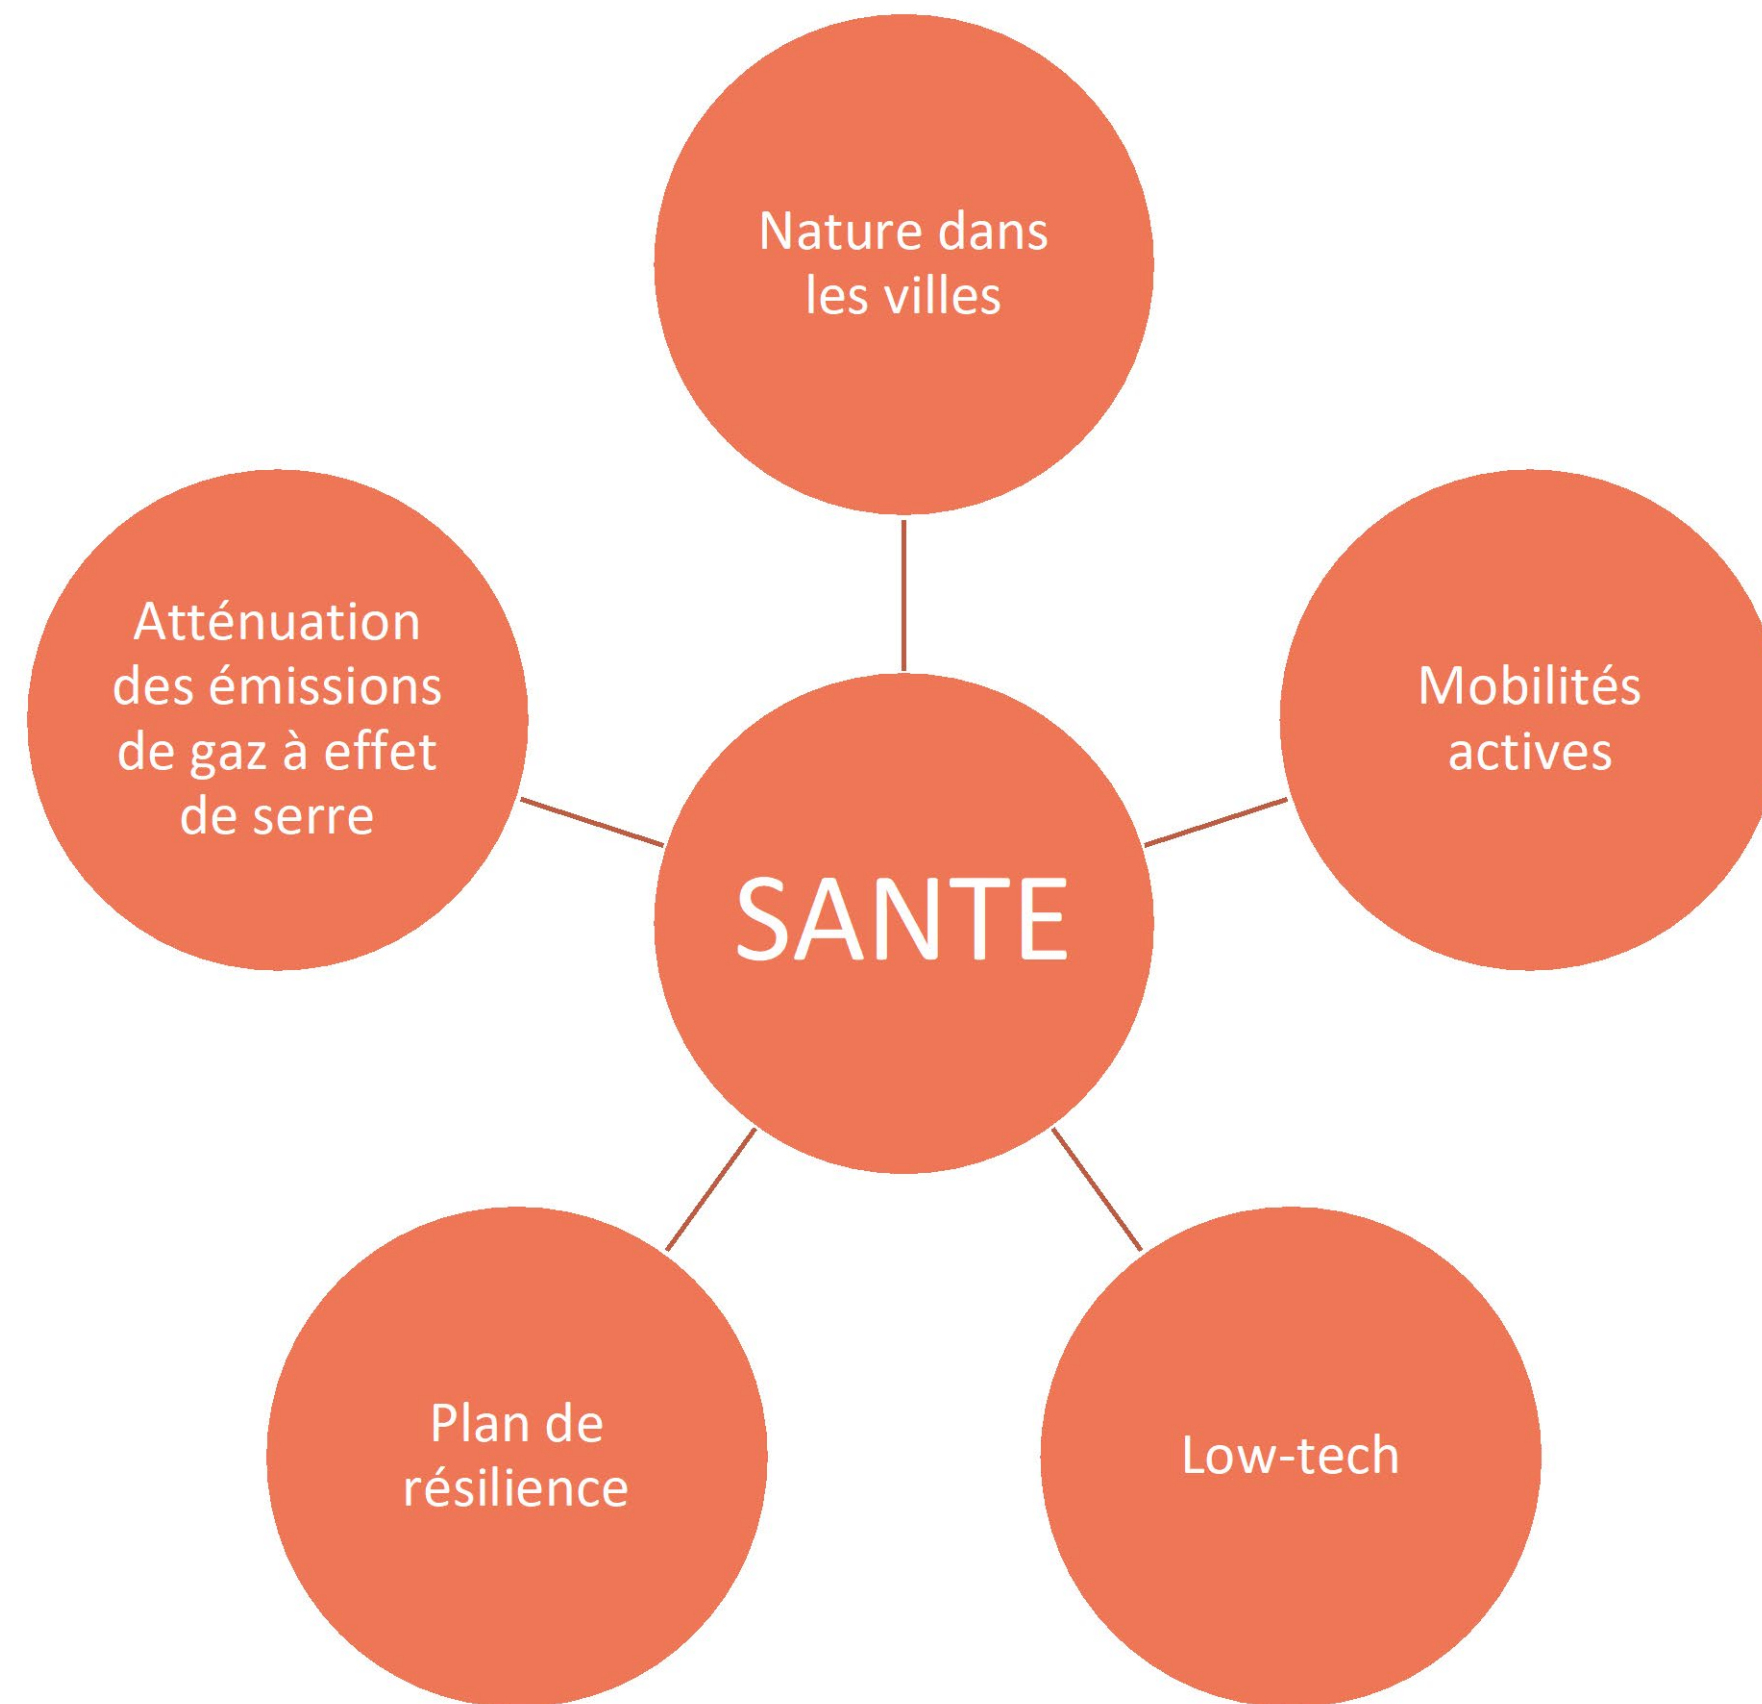 Nature dans
les villes
Atténuation
des émissions
de gaz à effet
de serre
Mobilités
actives
SANTE
Plan de
résilience
Low-tech